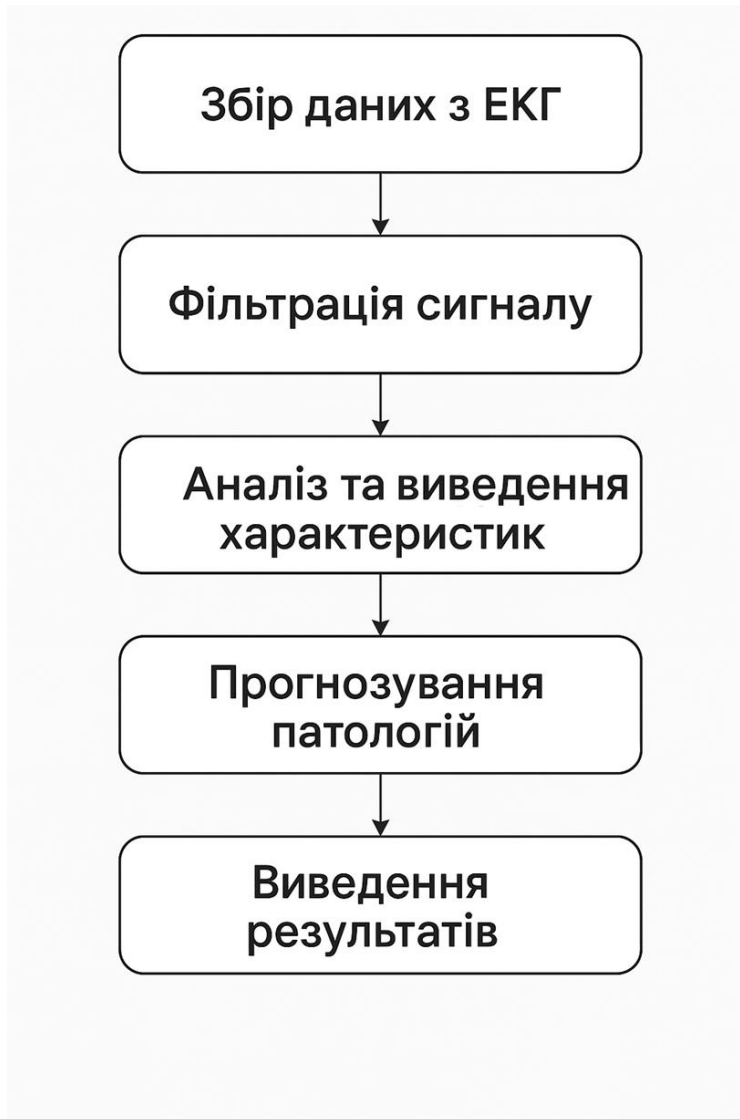 Збір даних з ЕКГ
Фільтрація сигналу
Аналіз та виведення
характеристик
Прогнозування
патологій
Виведення
результатів